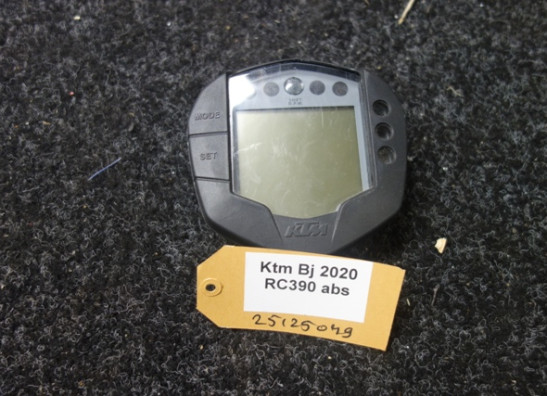 MODE
SET
KTM
Ktm Bj 2020
RC390 abs
25125049